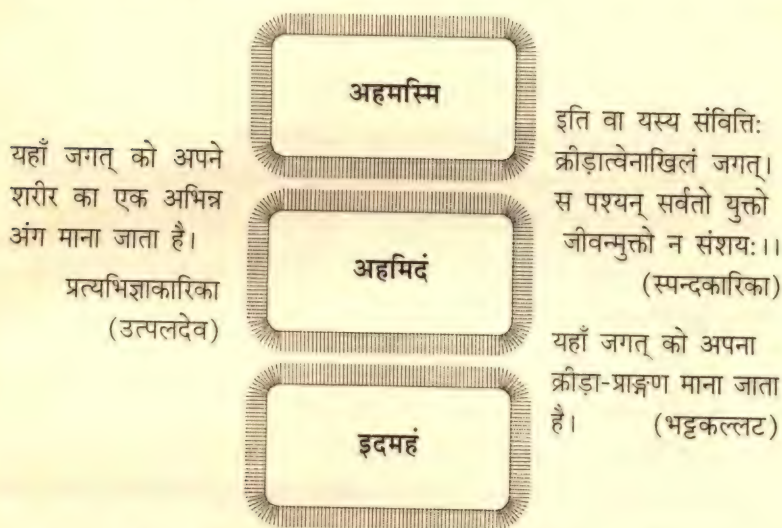 अहमस्मि
यहाँ जगत् को अपने
शरीर का एक अभिन्न
अंग माना जाता है।
प्रत्यभिज्ञाकारिका
(उत्पलदेव)
अहमिदं
इति वा यस्य संवित्ति:
क्रीड़ात्वेनाखिलं जगत्।
स पश्यन् सर्वतो युक्तो
जीवन्मुक्तो न संशय:।।
(स्पन्दकारिका)
यहाँ जगत् को अपना
क्रीड़ा-प्राङ्गण माना जाता
है। (भट्टकल्लट)
इदमहं